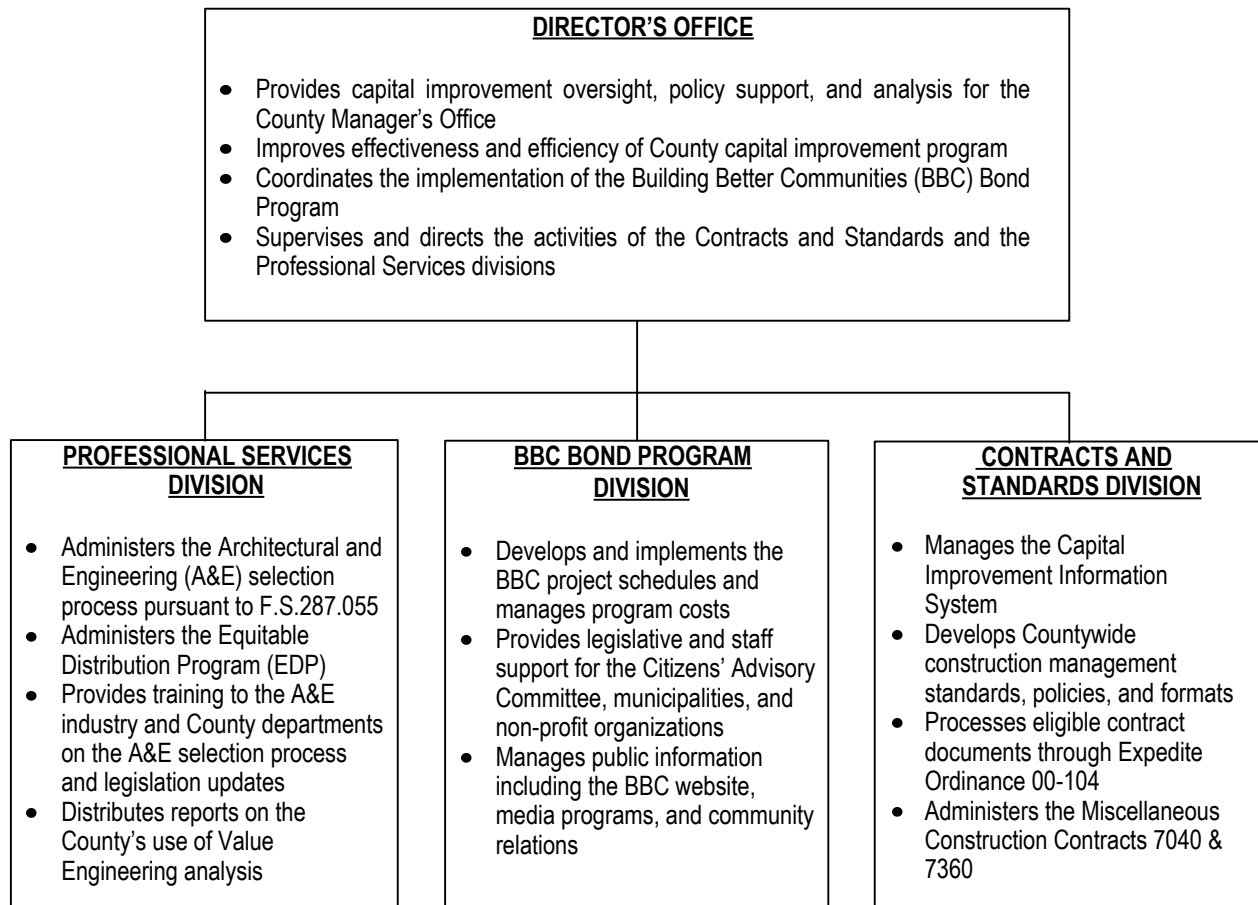 DIRECTOR’S OFFICE
● Provides capital improvement oversight, policy support, and analysis for the
County Manager’s Office
● Improves effectiveness and efficiency of County capital improvement program
● Coordinates the implementation of the Building Better Communities (BBC) Bond
Program
● Supervises and directs the activities of the Contracts and Standards and the
Professional Services divisions
PROFESSIONAL SERVICES
DIVISION
● Administers the Architectural and
Engineering (A&E) selection
process pursuant to F.S.287.055
● Administers the Equitable
Distribution Program (EDP)
● Provides training to the A&E
industry and County departments
on the A&E selection process
and legislation updates
● Distributes reports on the
County’s use of Value
Engineering analysis
BBC BOND PROGRAM
DIVISION
● Develops and implements the
BBC project schedules and
manages program costs
● Provides legislative and staff
support for the Citizens’ Advisory
Committee, municipalities, and
non-profit organizations
● Manages public information
including the BBC website,
media programs, and community
relations
CONTRACTS AND
STANDARDS DIVISION
● Manages the Capital
Improvement Information
System
● Develops Countywide
construction management
standards, policies, and formats
● Processes eligible contract
documents through Expedite
Ordinance 00-104
● Administers the Miscellaneous
Construction Contracts 7040 &
7360